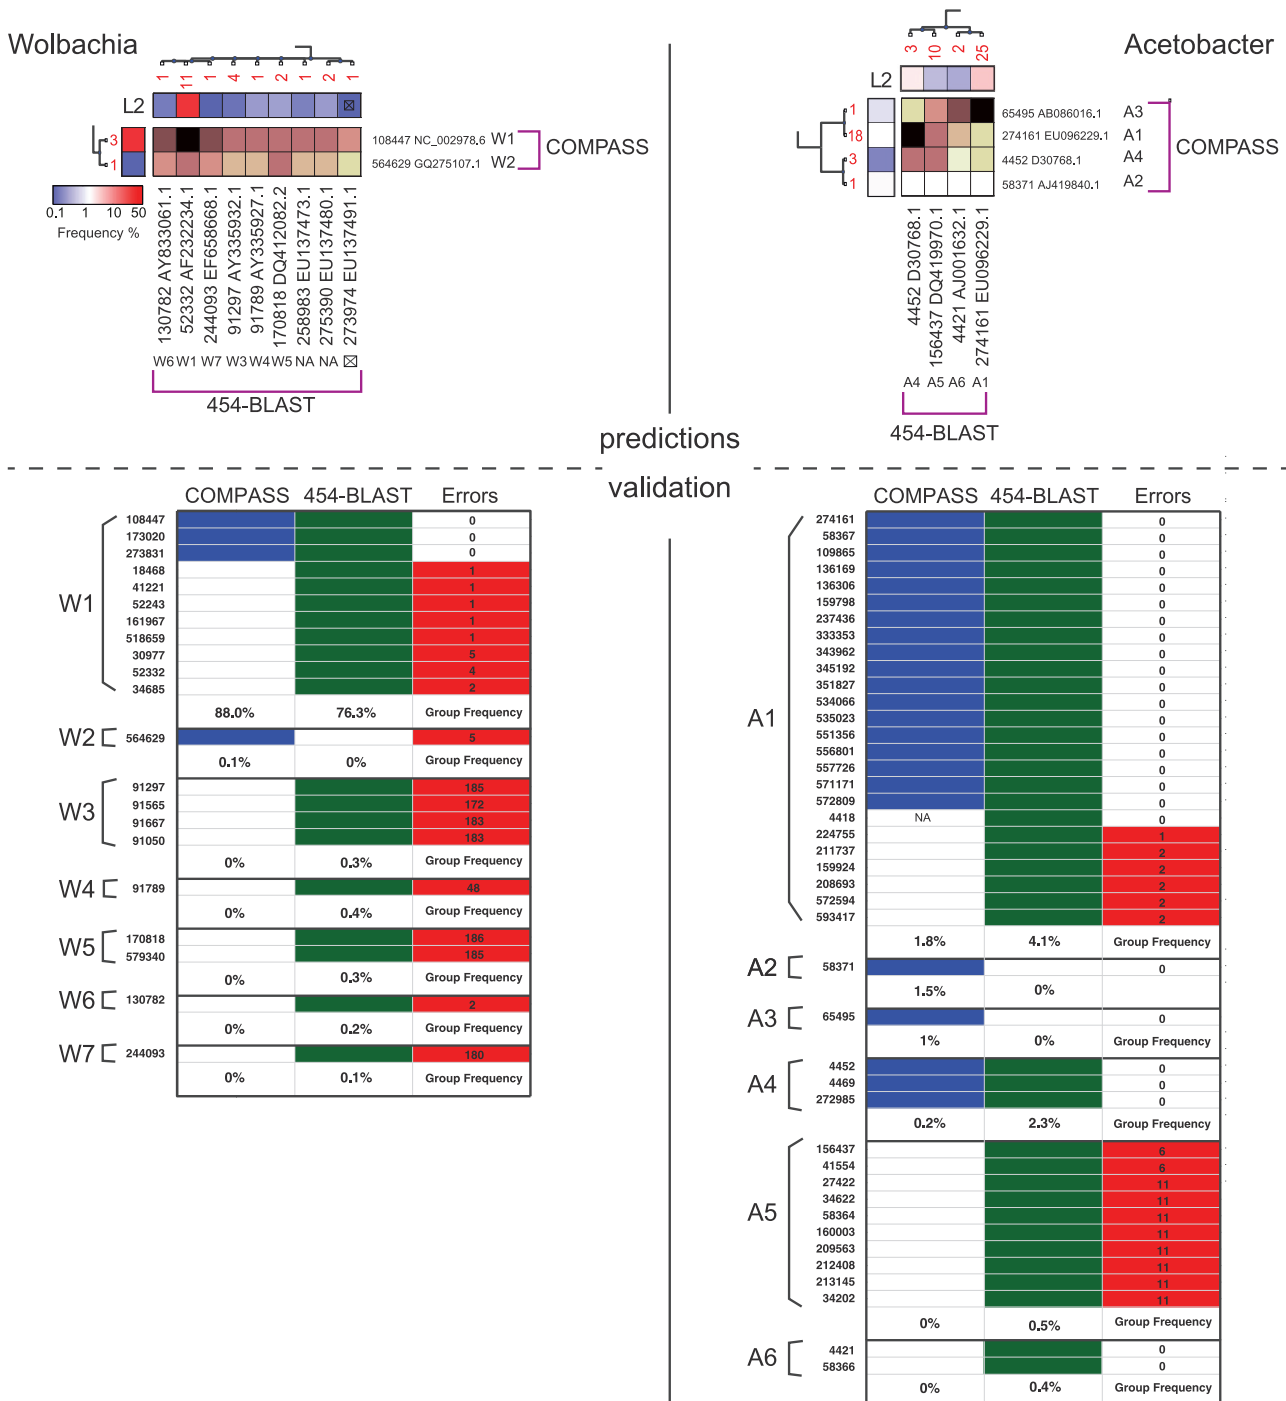 Wolbachia
1 11 1 4 1 2 1 2 1
L2
3
1
108447 NC_002978.6 W1
564629 GQ275107.1 W2
COMPASS
0.1 1 10 50
Frequency %
130782 AY833061.1
52332 AF232234.1
244093 EF658668.1
91297 AY335932.1
91789 AY335927.1
170818 DQ412082.2
258983 EU137473.1
275390 EU137480.1
273974 EU137491.1
W6 W1 W7 W3 W4 W5 NA NA
454-BLAST
Acetobacter
3 10 2 25
L2
1
18
3
1
65495 AB086016.1 A3
274161 EU096229.1 A1
4452 D30768.1 A4
58371 AJ419840.1 A2
COMPASS
4452 D30768.1
156437 DQ419970.1
4421 AJ001632.1
274161 EU096229.1
A4 A5 A6 A1
454-BLAST
predictions
validation
COMPASS 454-BLAST Errors
W1
108447 0
173020 0
273831 0
18468 1
41221 1
52243 1
161967 1
518659 1
30977 5
52332 4
34685 2
88.0% 76.3% Group Frequency
W2
564629 5
0.1% 0% Group Frequency
W3
91297 185
91565 172
91667 183
91050 183
0% 0.3% Group Frequency
W4
91789 48
0% 0.4% Group Frequency
W5
170818 186
579340 185
0% 0.3% Group Frequency
W6
130782 2
0% 0.2% Group Frequency
W7
244093 180
0% 0.1% Group Frequency
COMPASS 454-BLAST Errors
A1
274161 0
58367 0
109865 0
136169 0
136306 0
159798 0
237436 0
333353 0
343962 0
345192 0
351827 0
534066 0
535023 0
551356 0
556801 0
557726 0
571171 0
572809 0
4418 NA 0
224755 1
211737 2
159924 2
208693 2
572594 2
593417 2
1.8% 4.1% Group Frequency
A2
58371 0
1.5% 0%
A3
65495 0
1% 0% Group Frequency
A4
4452 0
4469 0
272985 0
0.2% 2.3% Group Frequency
A5
156437 6
41554 6
27422 11
34622 11
58364 11
160003 11
209563 11
212408 11
213145 11
34202 11
0% 0.5% Group Frequency
A6
4421 0
58366 0
0% 0.4% Group Frequency